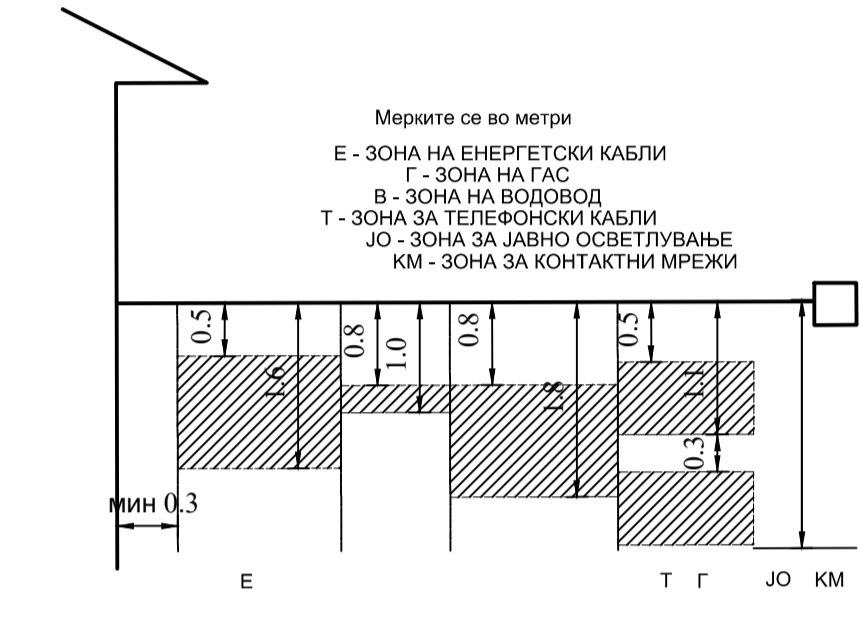 Мерките се во метри
Е - ЗОНА НА ЕНЕРГЕТСКИ КАБЛИ
Г - ЗОНА НА ГАС
В - ЗОНА НА ВОДОВОД
Т - ЗОНА ЗА ТЕЛЕФОНСКИ КАБЛИ
ЈО - ЗОНА ЗА ЈАВНО ОСВЕТЛУВАЊЕ
КМ - ЗОНА ЗА КОНТАКТНИ МРЕЖИ
0.5
1.6
0.8
1.0
0.8
1.8
0.5
1.1
0.3
мин 0.3
Е
Т Г ЈО КМ